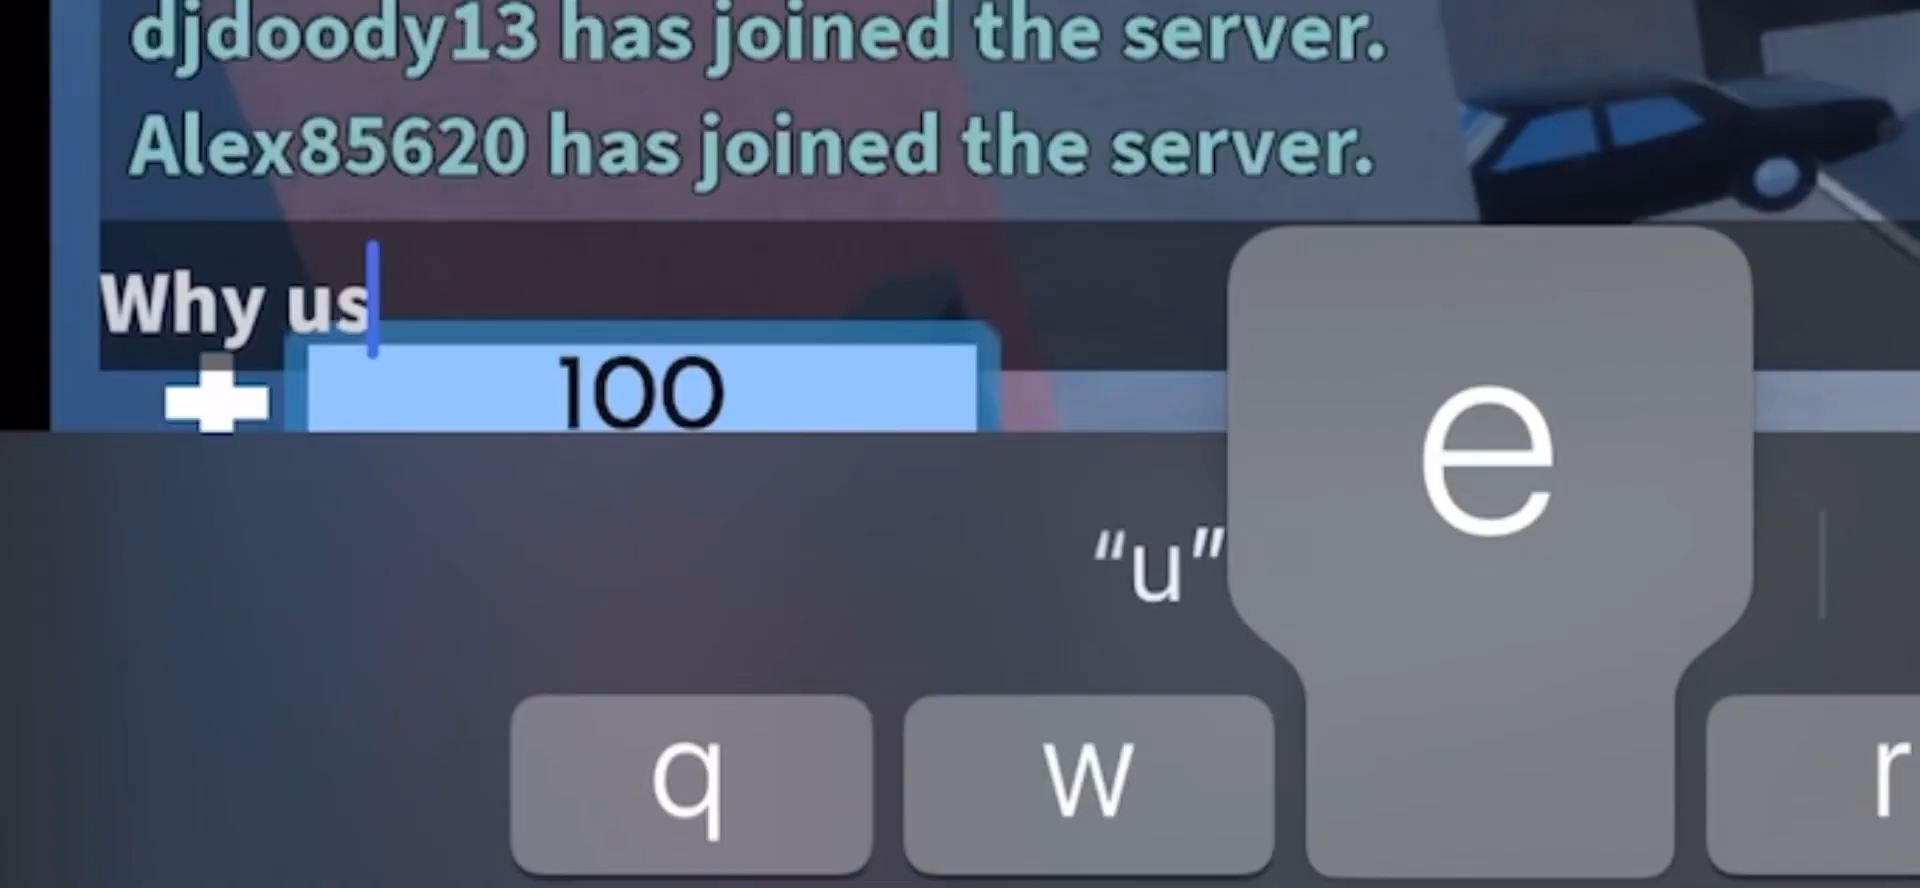 djdoody13 has joined the server.
Alex85620 has joined the server.
Why us
100
“u”
e
q w r